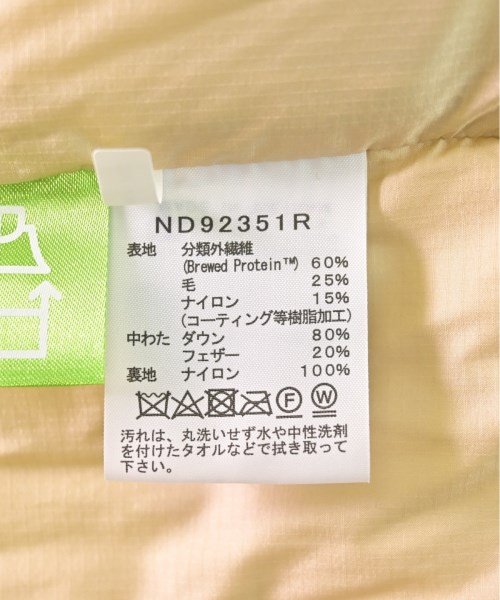 ND92351R
表地 分類外繊維
(Brewed Protein™) 60%
毛 25%
ナイロン 15%
(コーティング等樹脂加工)
中わた ダウン 80%
フェザー 20%
裏地 ナイロン 100%
F W
汚れは、丸洗いせず水や中性洗剤
を付けたタオルなどで拭き取って
下さい。